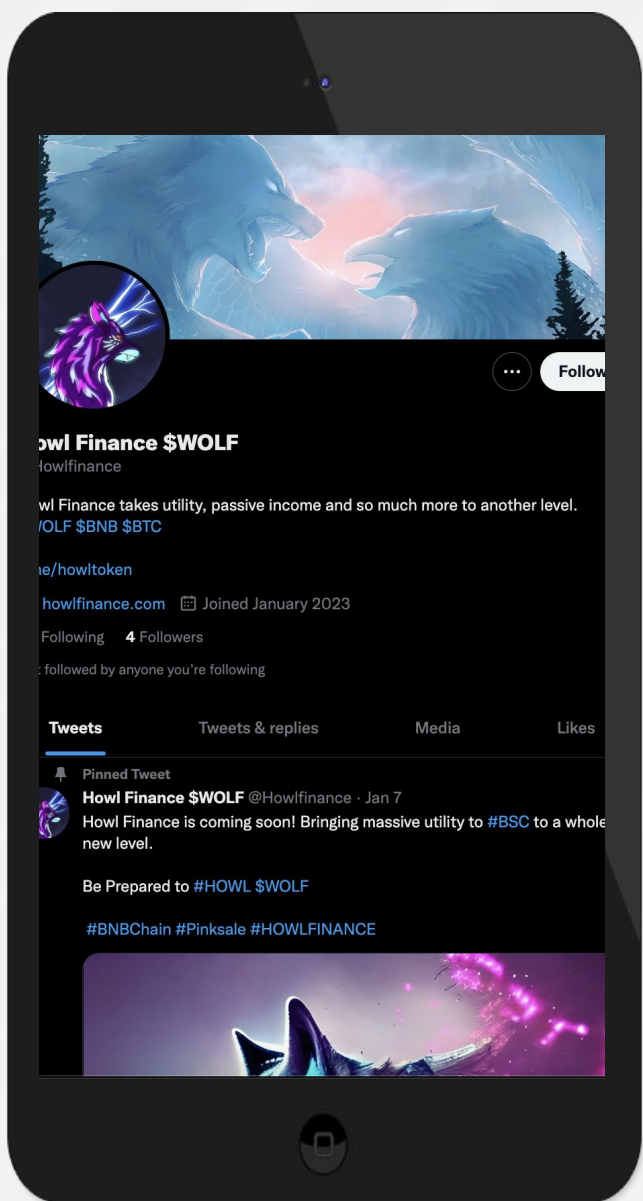 Follow
owl Finance $WOLF
Howlfinance
wl Finance takes utility, passive income and so much more to another level.
WOLF $BNB $BTC
me/howltoken
howlfinance.com Joined January 2023
Following 4 Followers
followed by anyone you're following
Tweets Tweets & replies Media Likes
Pinned Tweet
Howl Finance $WOLF @Howlfinance · Jan 7
Howl Finance is coming soon! Bringing massive utility to #BSC to a whole
new level.
Be Prepared to #HOWL $WOLF
#BNBChain #Pinksale #HOWLFINANCE